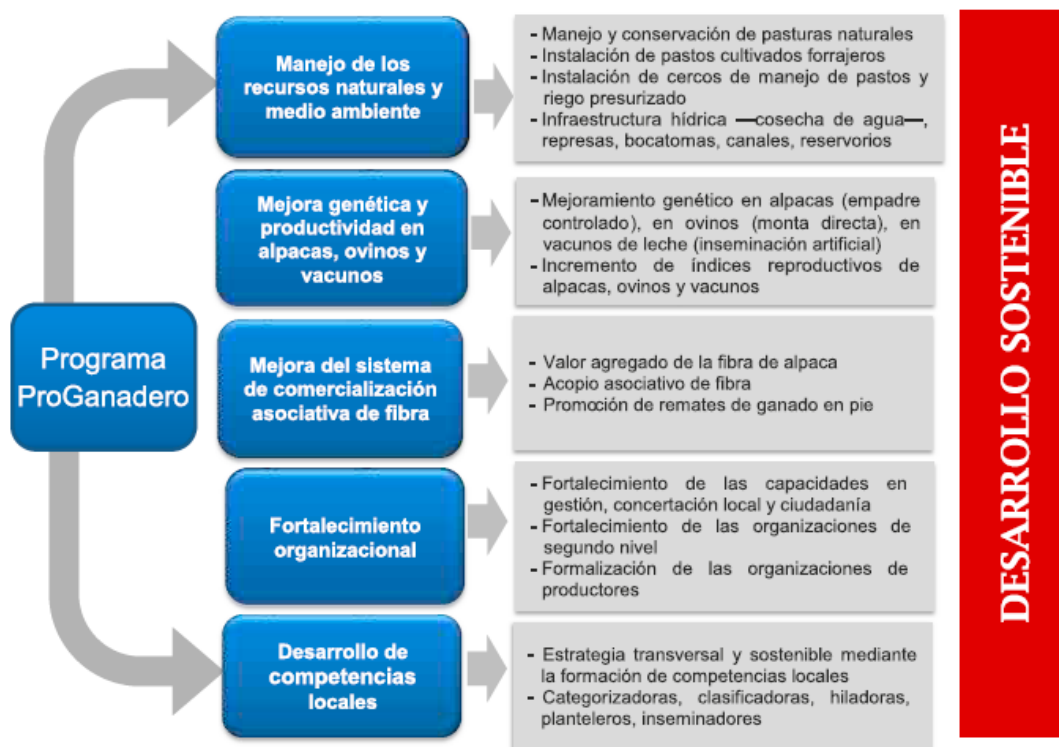 Programa
ProGanadero
Manejo de los
recursos naturales y
medio ambiente
- Manejo y conservación de pasturas naturales
- Instalación de pastos cultivados forrajeros
- Instalación de cercos de manejo de pastos y
riego presurizado
- Infraestructura hídrica —cosecha de agua—,
represas, bocatomas, canales, reservorios
Mejora genética y
productividad en
alpacas, ovinos y
vacunos
- Mejoramiento genético en alpacas (empadre
controlado), en ovinos (monta directa), en
vacunos de leche (inseminación artificial)
- Incremento de índices reproductivos de
alpacas, ovinos y vacunos
Mejora del sistema
de comercialización
asociativa de fibra
- Valor agregado de la fibra de alpaca
- Acopio asociativo de fibra
- Promoción de remates de ganado en pie
Fortalecimiento
organizacional
- Fortalecimiento de las capacidades en
gestión, concertación local y ciudadanía
- Fortalecimiento de las organizaciones de
segundo nivel
- Formalización de las organizaciones de
productores
Desarrollo de
competencias
locales
- Estrategia transversal y sostenible mediante
la formación de competencias locales
- Categorizadoras, clasificadoras, hiladoras,
planteleros, inseminadores
DESARROLLO SOSTENIBLE